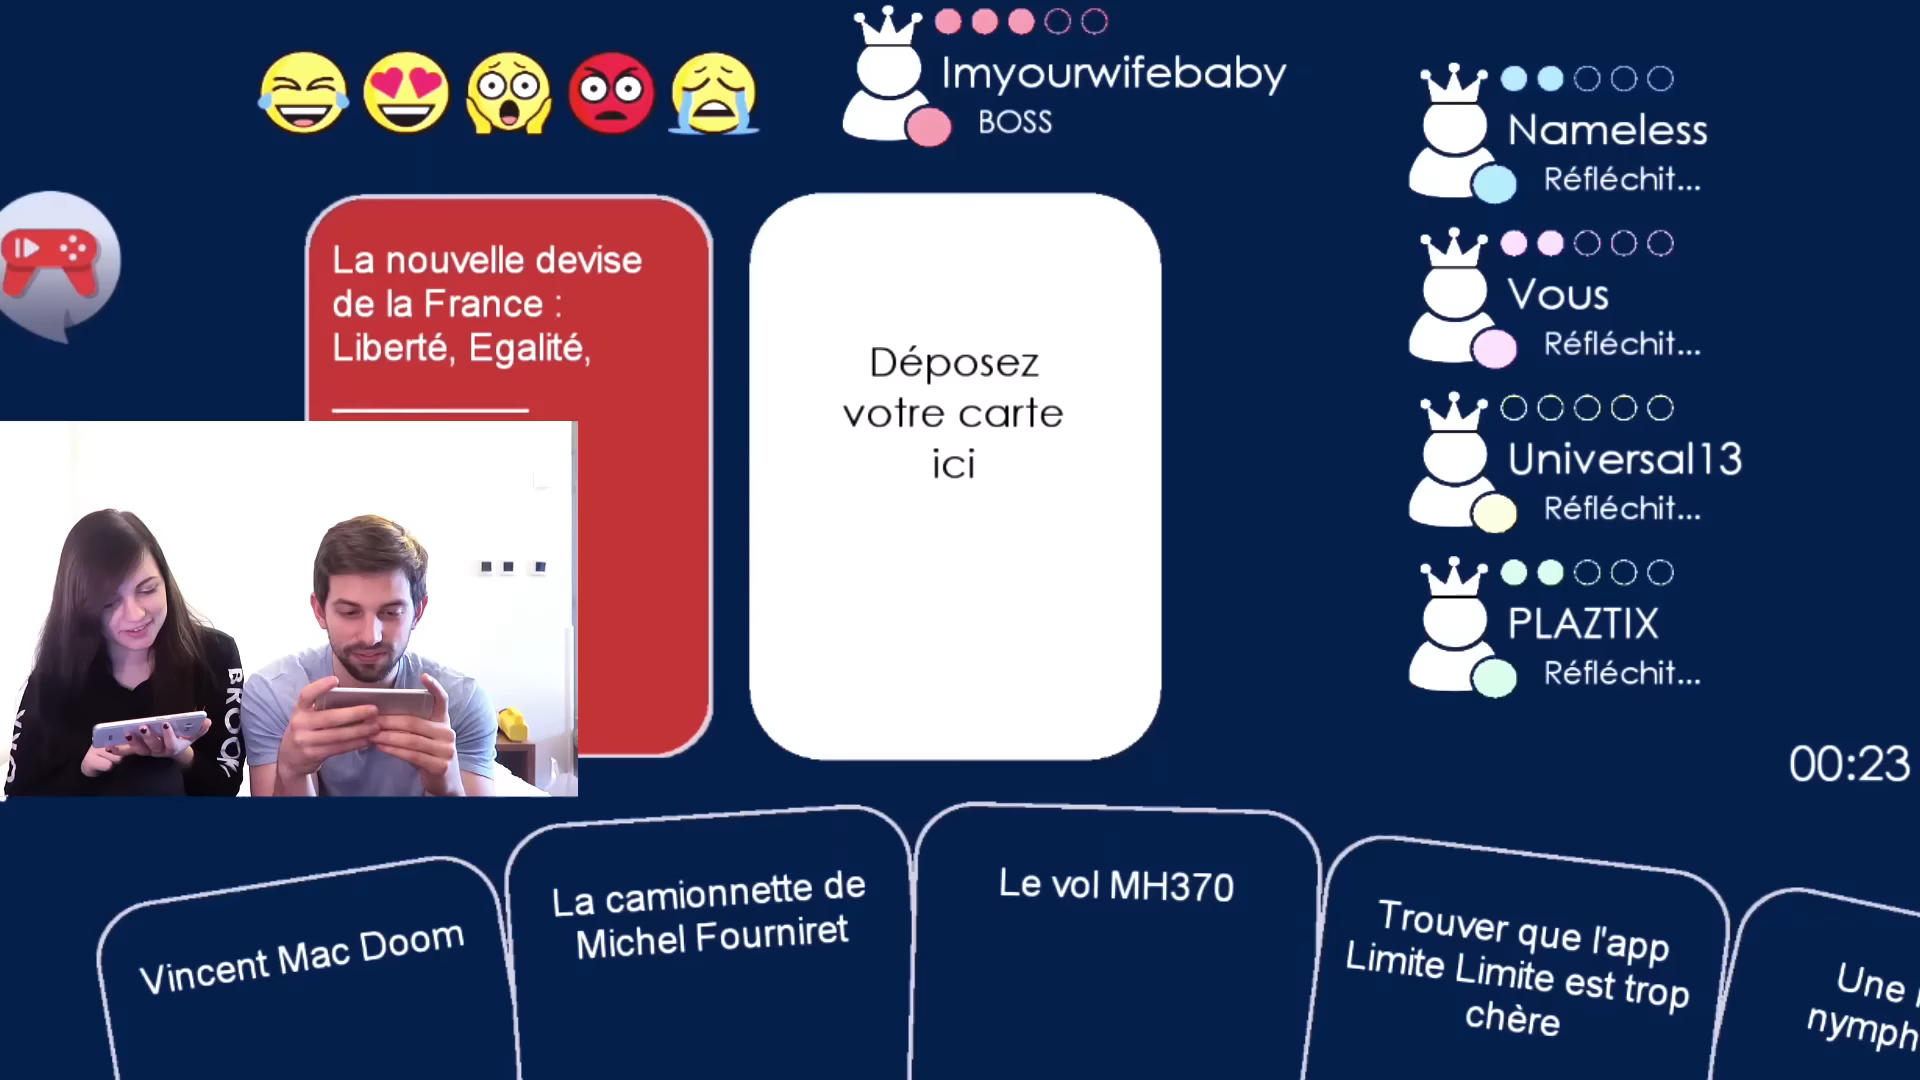 Imyourwifebaby
BOSS
Nameless
Réfléchit...
Vous
Réfléchit...
Universal13
Réfléchit...
PLAZTIX
Réfléchit...
La nouvelle devise
de la France :
Liberté, Egalité,
Déposez
votre carte
ici
BROOK
00:23
Vincent Mac Doom
La camionnette de
Michel Fourniret
Le vol MH370
Trouver que l'app
Limite Limite est trop
chère
Une